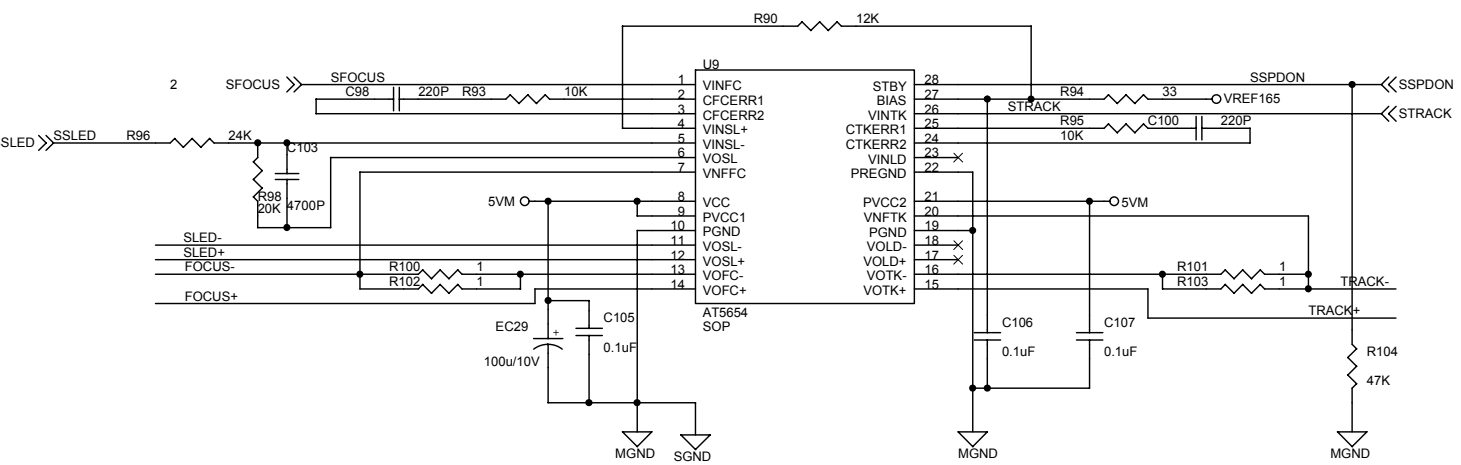 R90 12K
U9
2 SFOCUS SFOCUS 1 VINFC STBY 28 SSPDON SSPDON
C98 220P R93 10K 2 CFCERR1 BIAS 27 R94 33 VREF165
3 CFCERR2 VINTK 26 STRACK STRACK
4 VINSL+ CTKERR1 25 R95 C100 220P
SLED SSLED R96 24K 5 VINSL- CTKERR2 24 10K
C103 6 VOSL VINLD 23
7 VNFFC PREGND 22
R98
20K 4700P
5VM 8 VCC PVCC2 21 5VM
9 PVCC1 VNFTK 20
10 PGND PGND 19
SLED- 11 VOSL- VOLD- 18
SLED+ 12 VOSL+ VOLD+ 17
FOCUS- R100 1 13 VOFC- VOTK- 16 R101 1
R102 1 14 VOFC+ VOTK+ 15 R103 1 TRACK-
FOCUS+
AT5654
SOP
TRACK+
EC29 + C105 C106 C107
100u/10V 0.1uF 0.1uF 0.1uF
R104
47K
MGND SGND MGND MGND